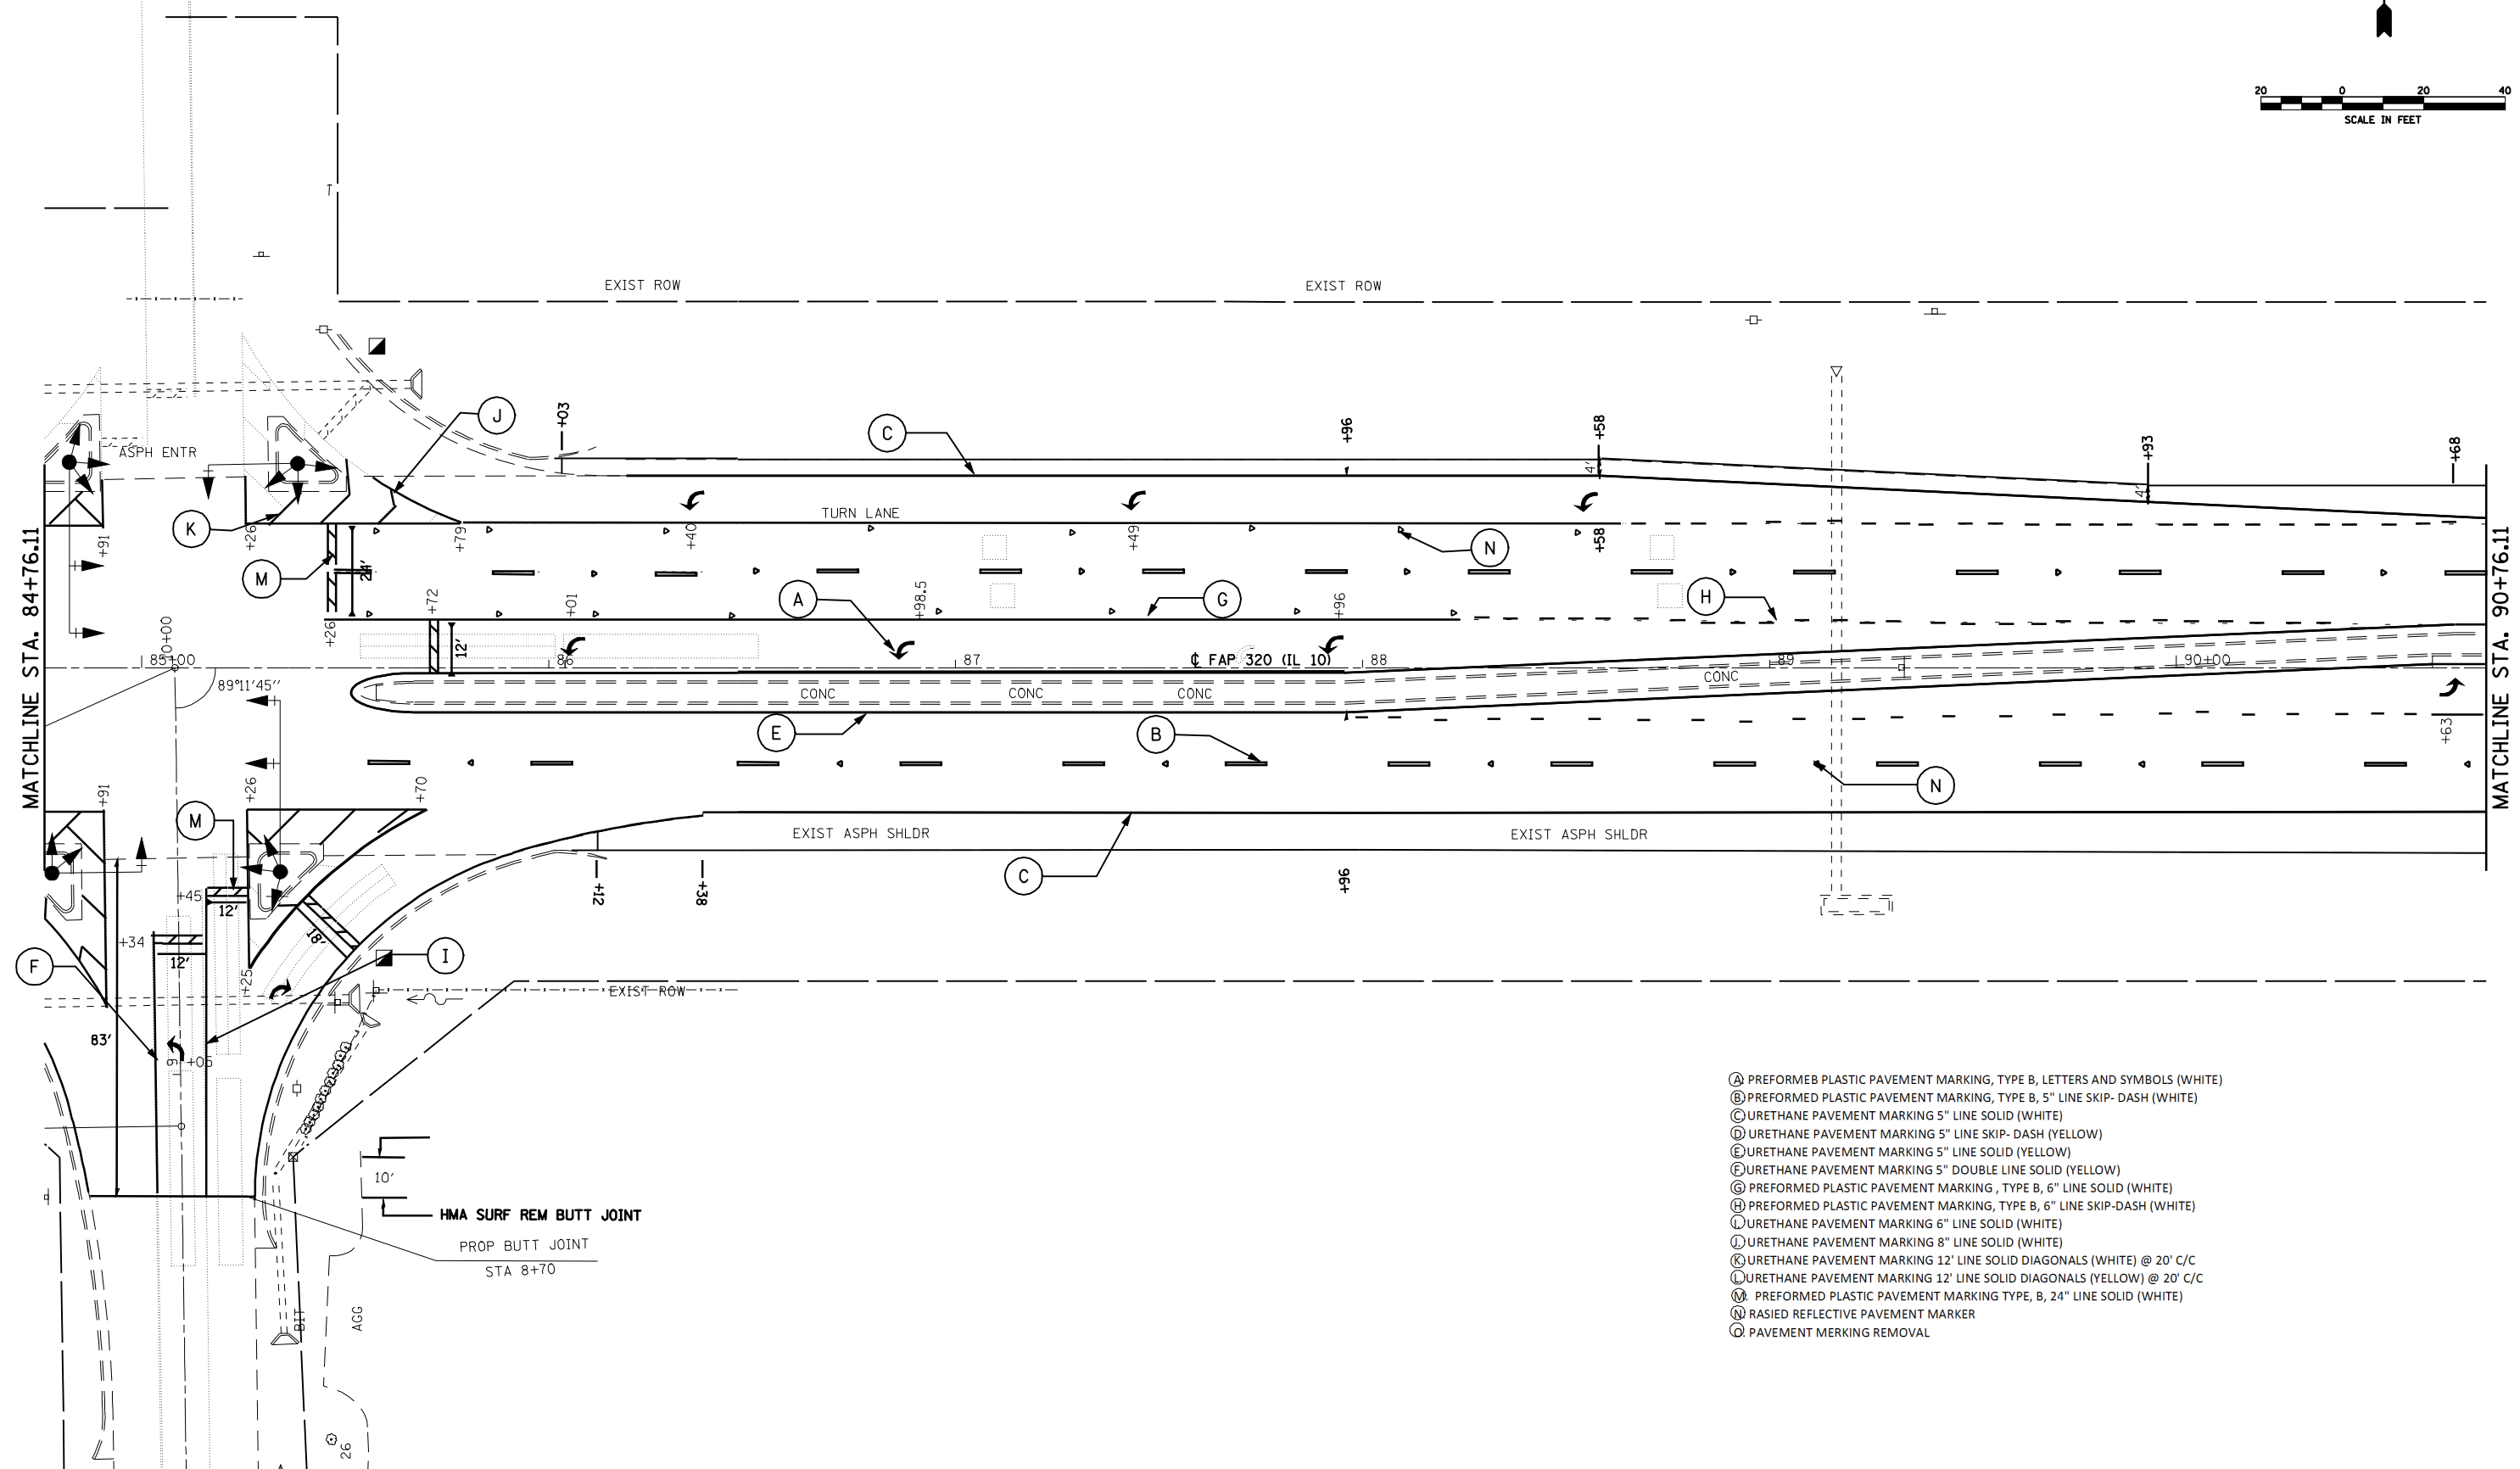 20 0 20 40
SCALE IN FEET
EXIST ROW
EXIST ROW
J
C
+03
+96
+58
+93
+68
ASPH ENTR
4'
4'
K
+91
+26
+79
+40
TURN LANE
+49
+58
N
M
24'
+72
+01
A
+98.5
G
+96
H
+26
12'
MATCHLINE STA. 84+76.11
MATCHLINE STA. 90+76.11
10+00
85+00
86
87
℄ FAP 320 (IL 10)
88
89
90+00
89°11'45''
CONC
CONC
CONC
CONC
E
B
+63
+91
+26
+70
N
M
EXIST ASPH SHLDR
EXIST ASPH SHLDR
C
+45
12'
+12
+38
+96
+34
12'
18'
F
I
+25
EXIST ROW
83'
9
+05
10'
HMA SURF REM BUTT JOINT
PROP BUTT JOINT
STA 8+70
BIT
AGG
26
A. PREFORMEB PLASTIC PAVEMENT MARKING, TYPE B, LETTERS AND SYMBOLS (WHITE)
B. PREFORMED PLASTIC PAVEMENT MARKING, TYPE B, 5" LINE SKIP- DASH (WHITE)
C. URETHANE PAVEMENT MARKING 5" LINE SOLID (WHITE)
D. URETHANE PAVEMENT MARKING 5" LINE SKIP- DASH (YELLOW)
E. URETHANE PAVEMENT MARKING 5" LINE SOLID (YELLOW)
F. URETHANE PAVEMENT MARKING 5" DOUBLE LINE SOLID (YELLOW)
G. PREFORMED PLASTIC PAVEMENT MARKING , TYPE B, 6" LINE SOLID (WHITE)
H. PREFORMED PLASTIC PAVEMENT MARKING, TYPE B, 6" LINE SKIP-DASH (WHITE)
I. URETHANE PAVEMENT MARKING 6" LINE SOLID (WHITE)
J. URETHANE PAVEMENT MARKING 8" LINE SOLID (WHITE)
K. URETHANE PAVEMENT MARKING 12' LINE SOLID DIAGONALS (WHITE) @ 20' C/C
L. URETHANE PAVEMENT MARKING 12' LINE SOLID DIAGONALS (YELLOW) @ 20' C/C
M. PREFORMED PLASTIC PAVEMENT MARKING TYPE, B, 24" LINE SOLID (WHITE)
N. RASIED REFLECTIVE PAVEMENT MARKER
O. PAVEMENT MERKING REMOVAL